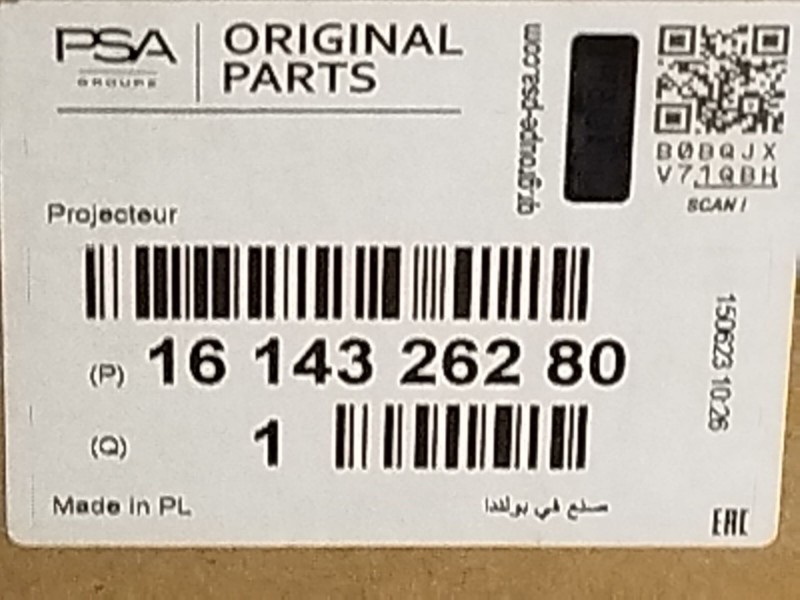 PSA
GROUPE
ORIGINAL
PARTS
qr.groupe-psa.com
B0BQJX
V71QBH
SCAN !
Projecteur
(P) 16 143 262 80
150623 10:26
(Q) 1
Made in PL
صنع في بولندا
EAC